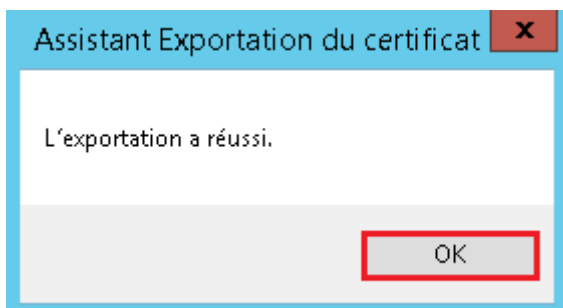 Assistant Exportation du certificat
x
L'exportation a réussi.
OK